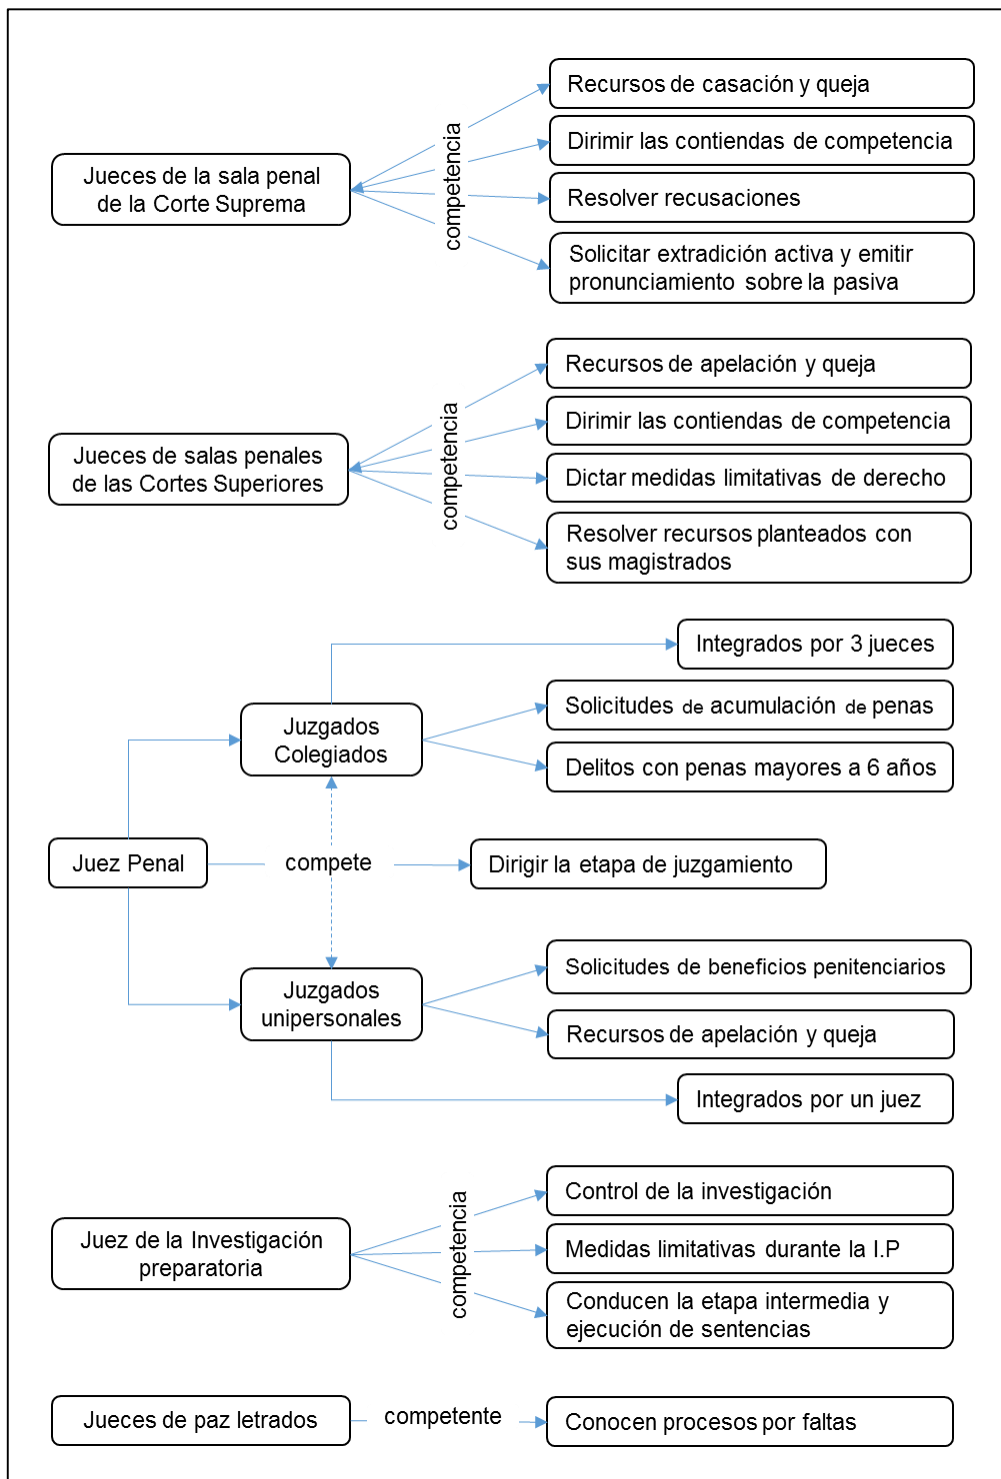 Recursos de casación y queja
Dirimir las contiendas de competencia
Jueces de la sala penal
de la Corte Suprema
competencia
Resolver recusaciones
Solicitar extradición activa y emitir
pronunciamiento sobre la pasiva
Recursos de apelación y queja
Dirimir las contiendas de competencia
Jueces de salas penales
de las Cortes Superiores
competencia
Dictar medidas limitativas de derecho
Resolver recursos planteados con
sus magistrados
Integrados por 3 jueces
Juzgados
Colegiados
Solicitudes de acumulación de penas
Delitos con penas mayores a 6 años
Juez Penal
compete
Dirigir la etapa de juzgamiento
Juzgados
unipersonales
Solicitudes de beneficios penitenciarios
Recursos de apelación y queja
Integrados por un juez
Juez de la Investigación
preparatoria
competencia
Control de la investigación
Medidas limitativas durante la I.P
Conducen la etapa intermedia y
ejecución de sentencias
Jueces de paz letrados
competente
Conocen procesos por faltas